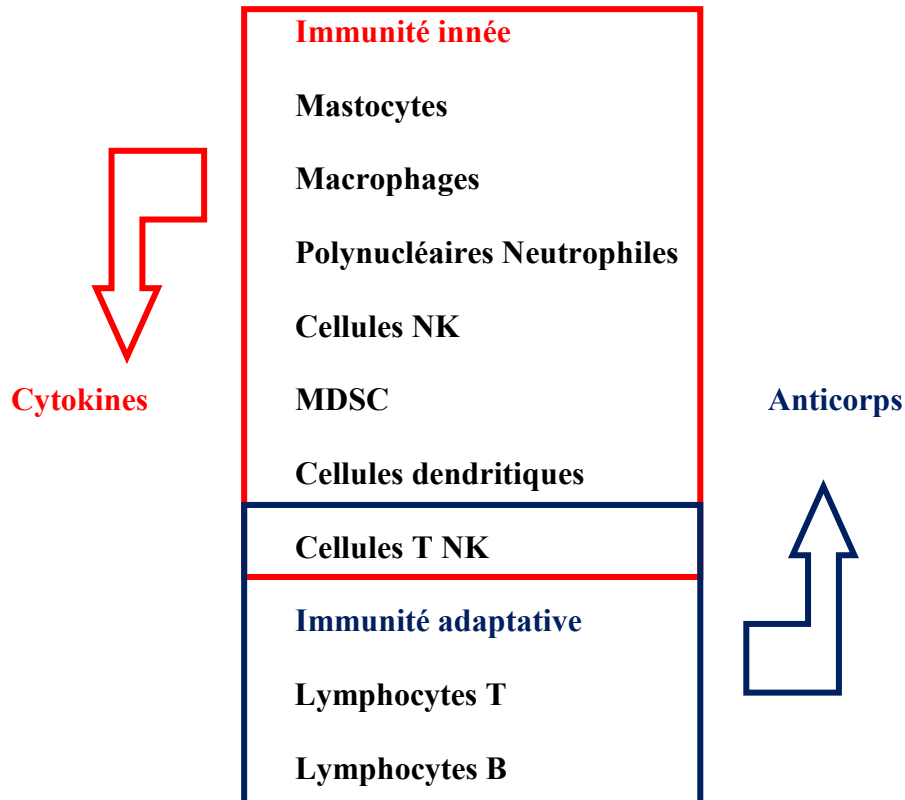 Immunité innée
Mastocytes
Macrophages
Polynucléaires Neutrophiles
Cellules NK
Cytokines
MDSC
Anticorps
Cellules dendritiques
Cellules T NK
Immunité adaptative
Lymphocytes T
Lymphocytes B